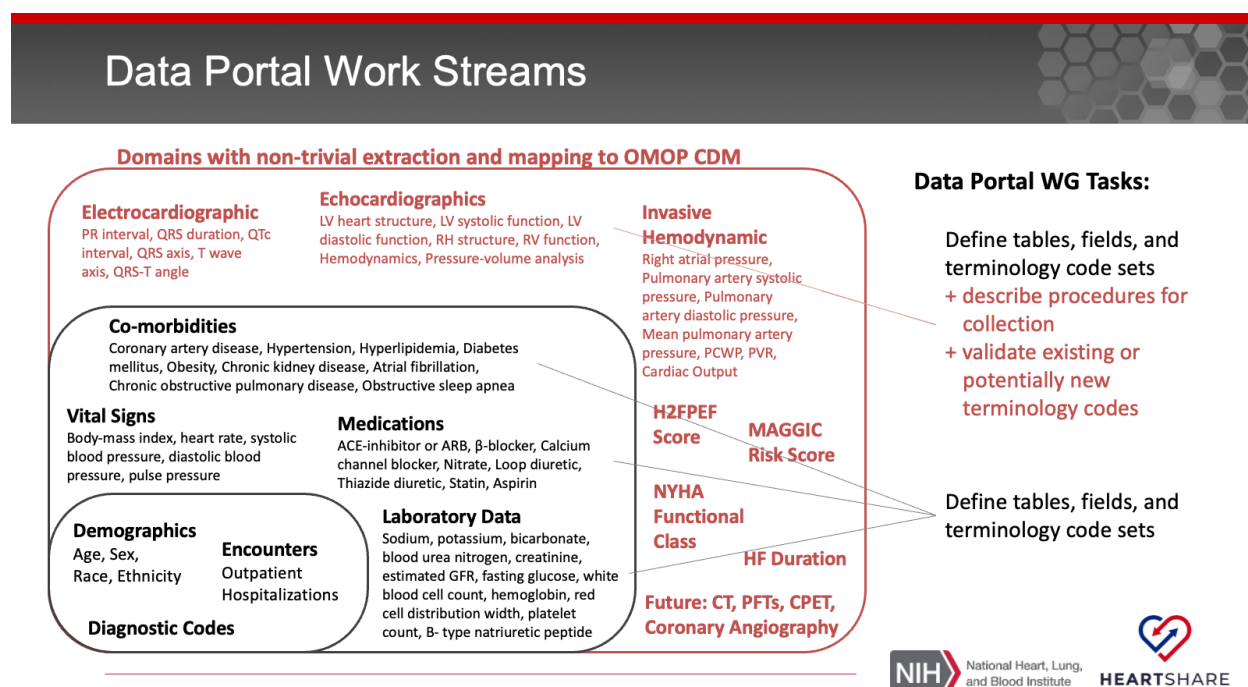 Data Portal Work Streams
Domains with non-trivial extraction and mapping to OMOP CDM
Electrocardiographic
PR interval, QRS duration, QTc
interval, QRS axis, T wave
axis, QRS-T angle
Echocardiographics
LV heart structure, LV systolic function, LV
diastolic function, RH structure, RV function,
Hemodynamics, Pressure-volume analysis
Invasive
Hemodynamic
Right atrial pressure,
Pulmonary artery systolic
pressure, Pulmonary
artery diastolic pressure,
Mean pulmonary artery
pressure, PCWP, PVR,
Cardiac Output
Co-morbidities
Coronary artery disease, Hypertension, Hyperlipidemia, Diabetes
mellitus, Obesity, Chronic kidney disease, Atrial fibrillation,
Chronic obstructive pulmonary disease, Obstructive sleep apnea
Vital Signs
Body-mass index, heart rate, systolic
blood pressure, diastolic blood
pressure, pulse pressure
Medications
ACE-inhibitor or ARB, β-blocker, Calcium
channel blocker, Nitrate, Loop diuretic,
Thiazide diuretic, Statin, Aspirin
Demographics
Age, Sex,
Race, Ethnicity
Encounters
Outpatient
Hospitalizations
Diagnostic Codes
Laboratory Data
Sodium, potassium, bicarbonate,
blood urea nitrogen, creatinine,
estimated GFR, fasting glucose, white
blood cell count, hemoglobin, red
cell distribution width, platelet
count, B- type natriuretic peptide
H2FPEF
Score
MAGGIC
Risk Score
NYHA
Functional
Class
HF Duration
Future: CT, PFTs, CPET,
Coronary Angiography
Data Portal WG Tasks:
Define tables, fields, and
terminology code sets
+ describe procedures for
collection
+ validate existing or
potentially new
terminology codes
Define tables, fields, and
terminology code sets
NIH
National Heart, Lung,
and Blood Institute
HEARTSHARE